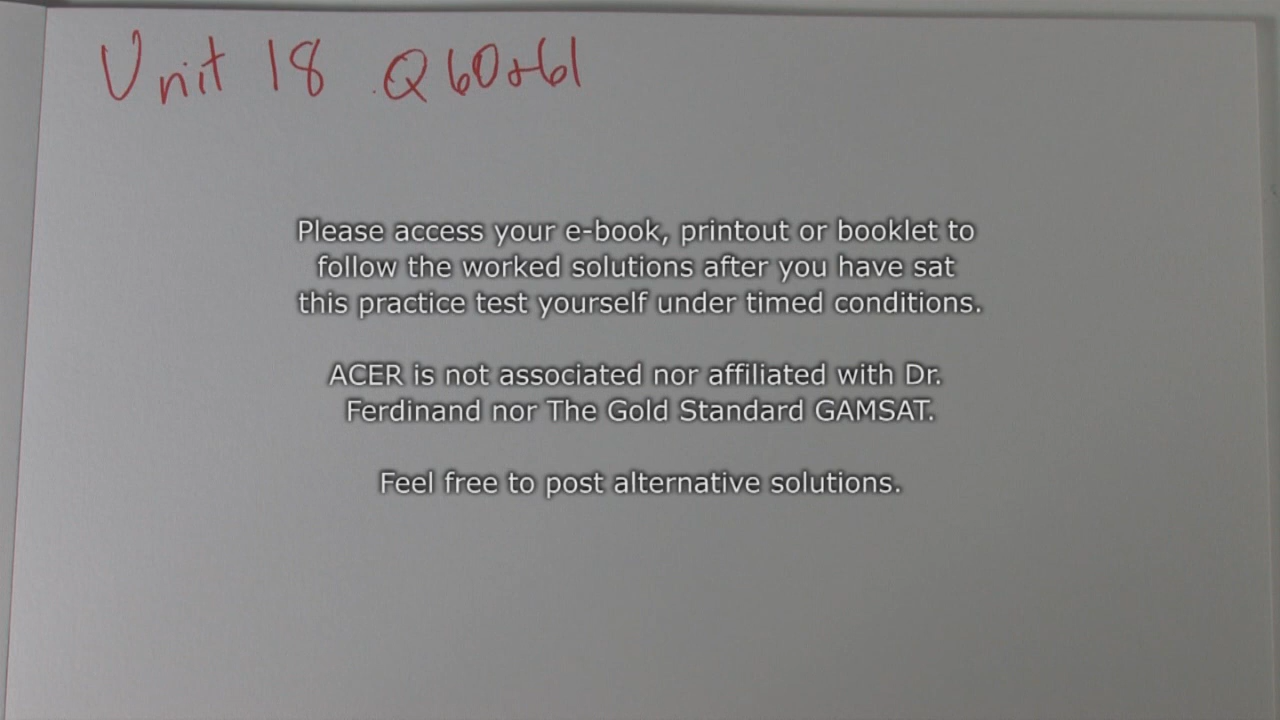 Unit 18 Q 60+61
Please access your e-book, printout or booklet to
follow the worked solutions after you have sat
this practice test yourself under timed conditions.
ACER is not associated nor affiliated with Dr.
Ferdinand nor The Gold Standard GAMSAT.
Feel free to post alternative solutions.